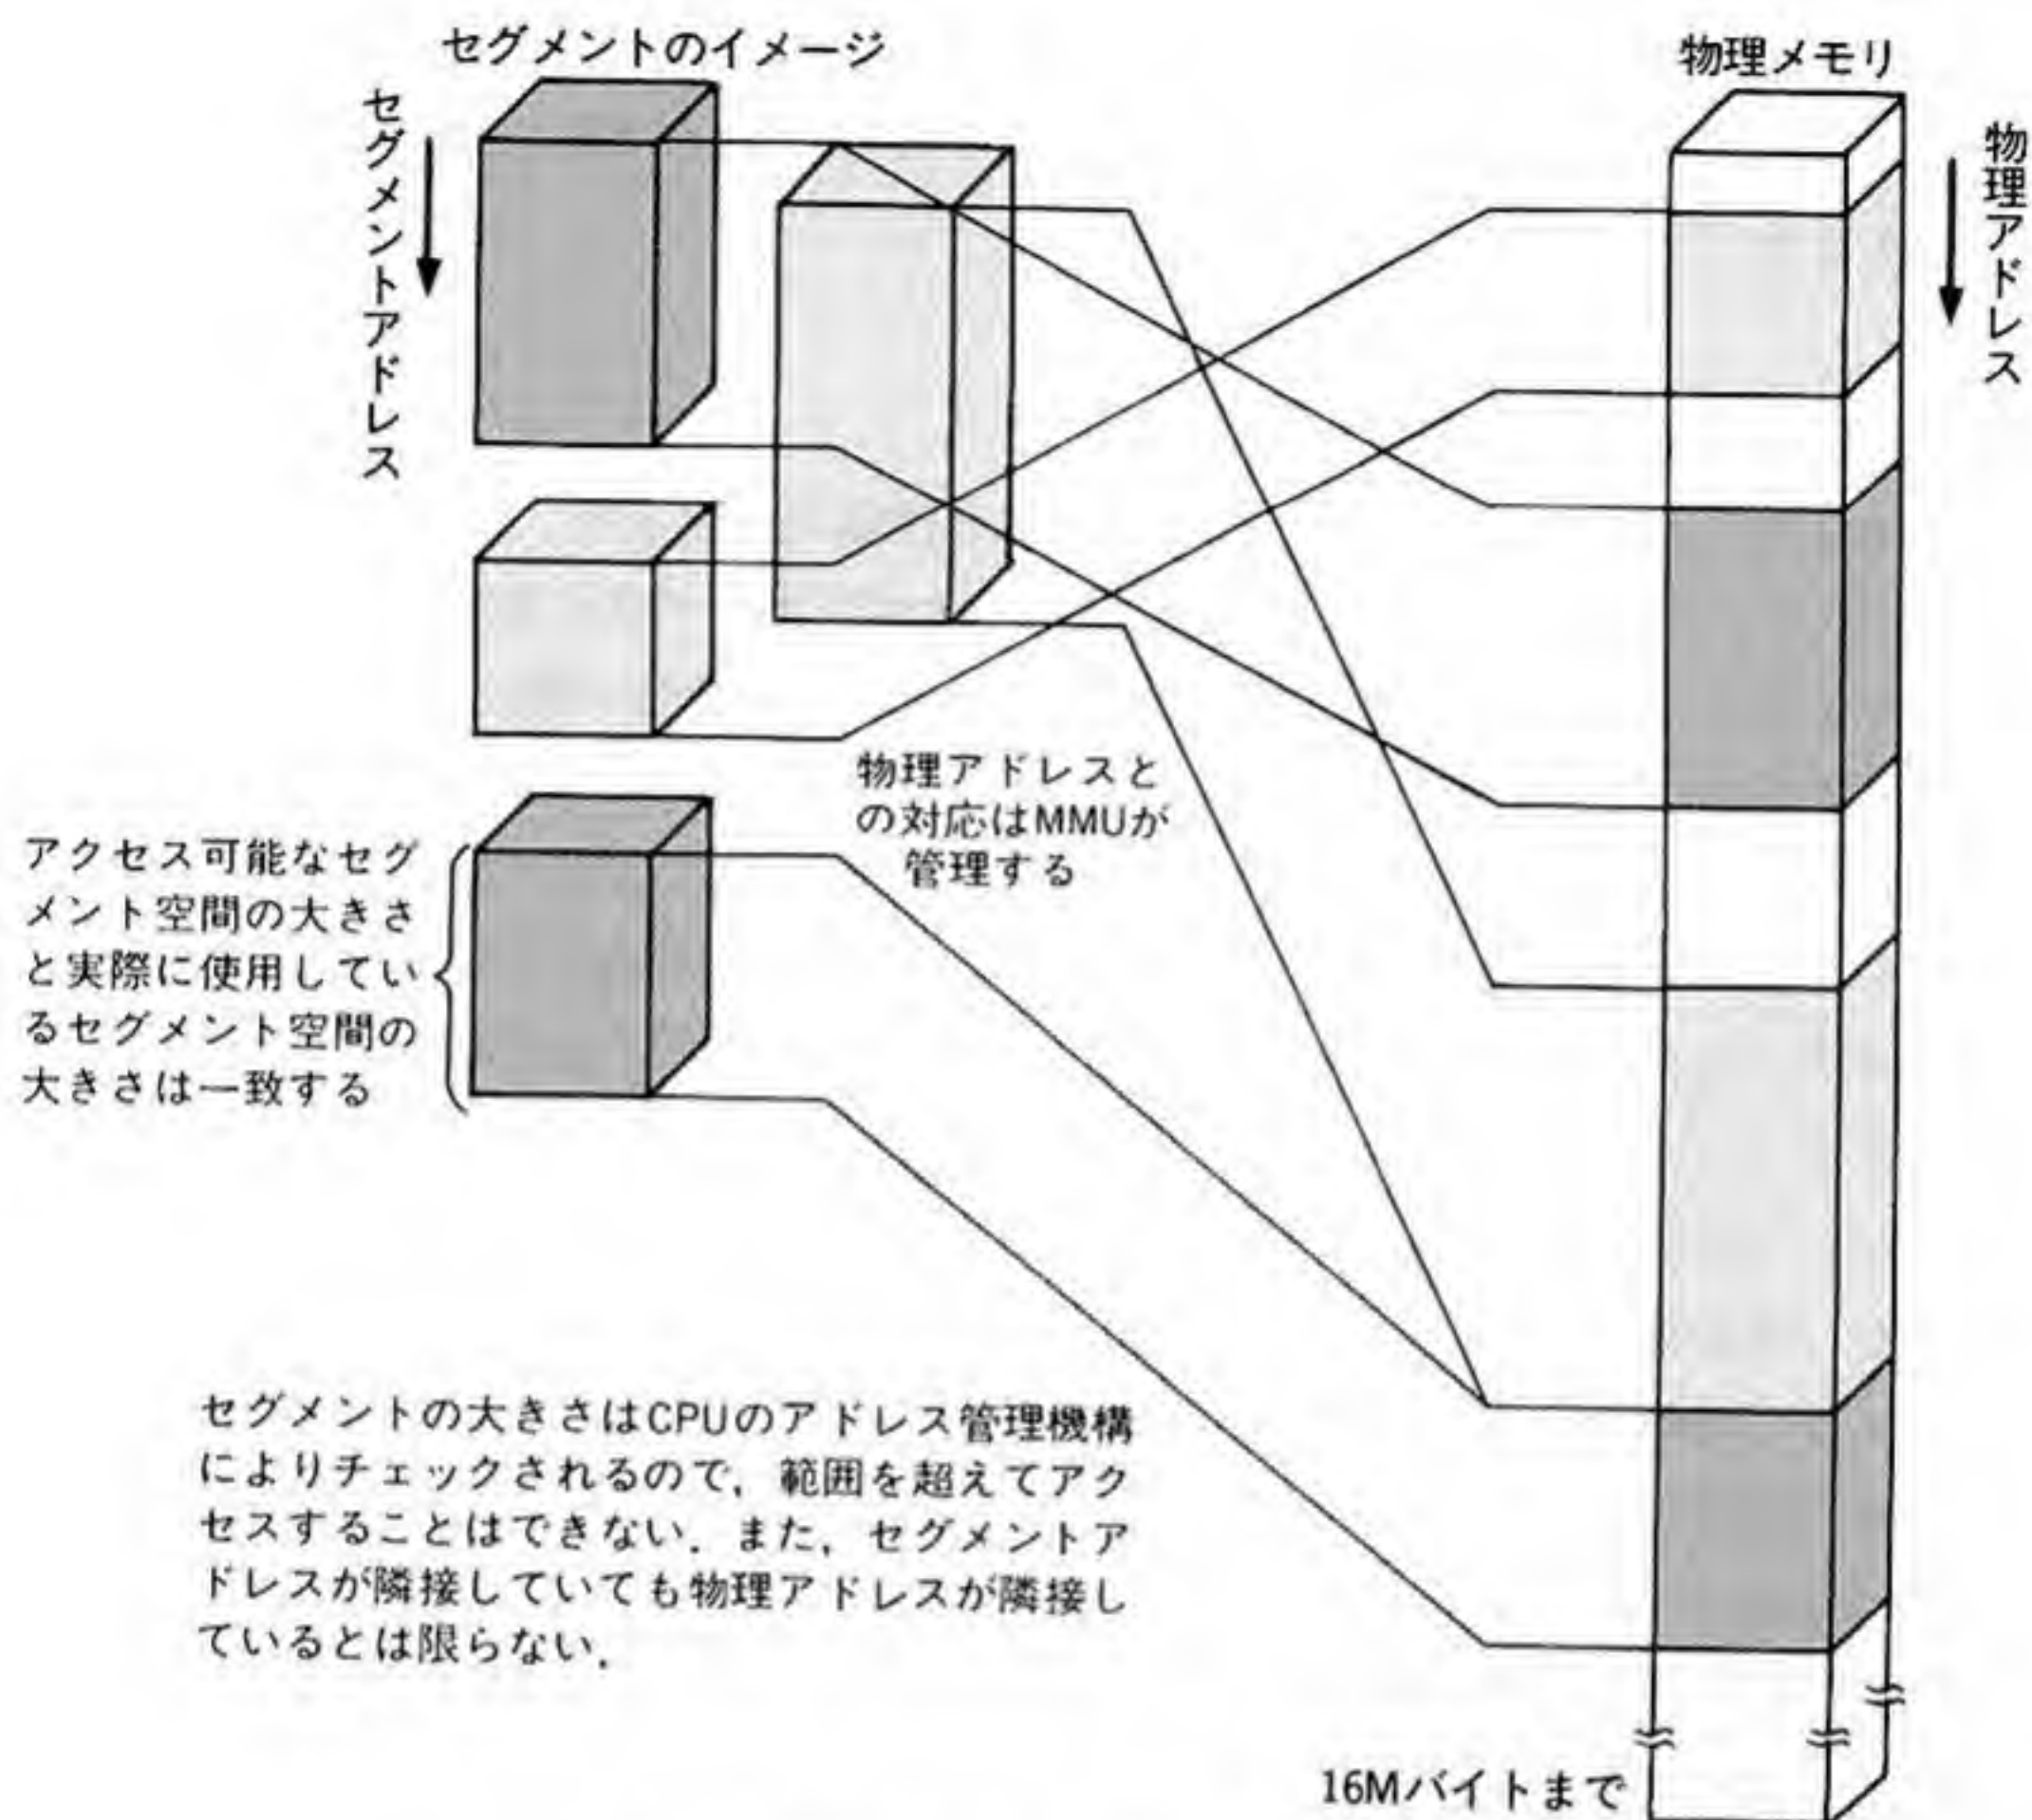 セグメントのイメージ
物理メモリ
セグメントアドレス
物理アドレス
物理アドレスと
の対応はMMUが
管理する
アクセス可能なセグ
メント空間の大きさ
と実際に使用してい
るセグメント空間の
大きさは一致する
セグメントの大きさはCPUのアドレス管理機構
によりチェックされるので，範囲を超えてアク
セスすることはできない．また，セグメントア
ドレスが隣接していても物理アドレスが隣接し
ているとは限らない．
16Mバイトまで